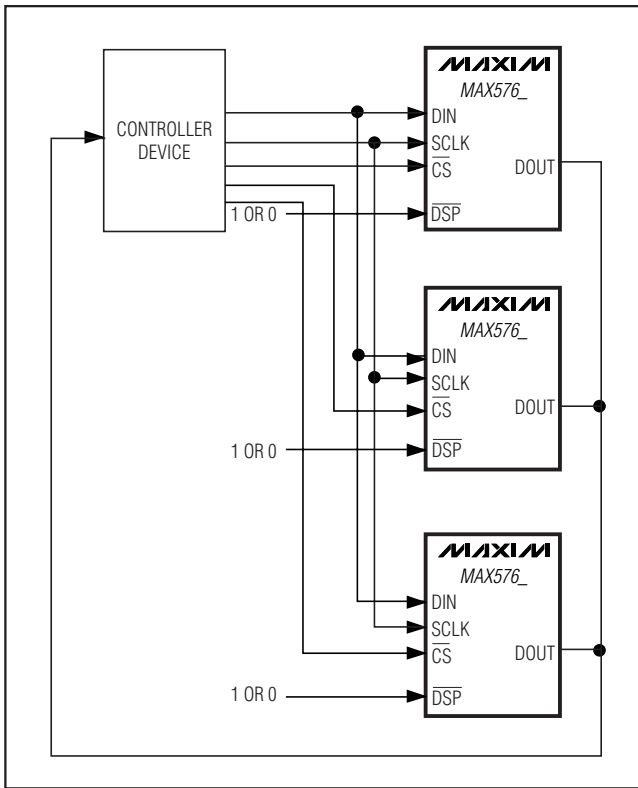 CONTROLLER
DEVICE
MAXIM
MAX576_
DIN
SCLK
CS
DSP
DOUT
1 OR 0
MAXIM
MAX576_
DIN
SCLK
CS
DSP
DOUT
1 OR 0
MAXIM
MAX576_
DIN
SCLK
CS
DSP
DOUT
1 OR 0